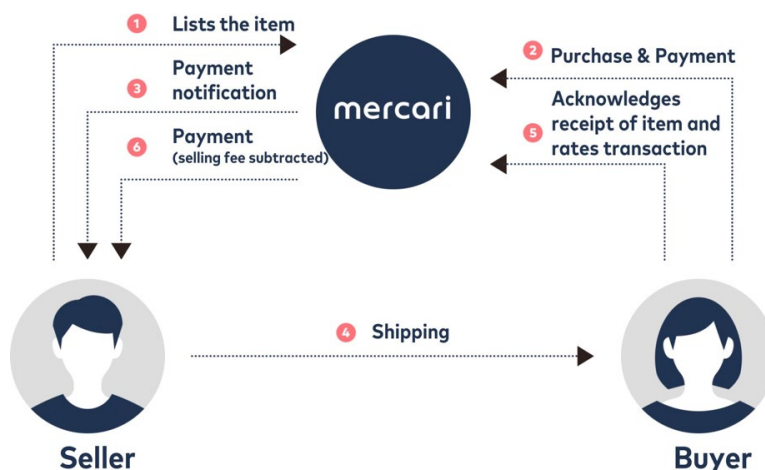 1 Lists the item
2 Purchase & Payment
3 Payment
notification
mercari
Acknowledges
5 receipt of item and
rates transaction
6 Payment
(selling fee subtracted)
4 Shipping
Seller
Buyer